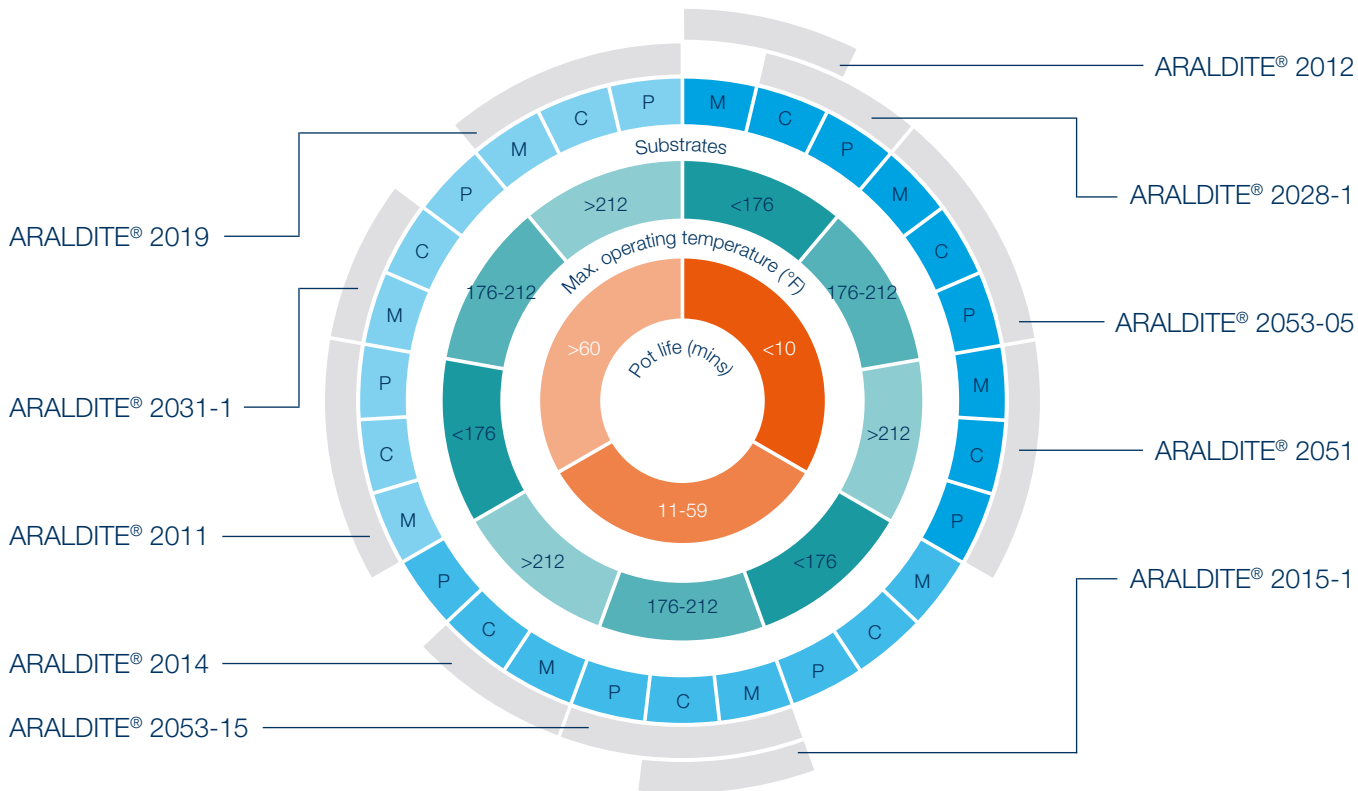 ARALDITE® 2012
ARALDITE® 2028-1
ARALDITE® 2053-05
ARALDITE® 2051
ARALDITE® 2015-1
ARALDITE® 2019
ARALDITE® 2031-1
ARALDITE® 2011
ARALDITE® 2014
ARALDITE® 2053-15
M
C
P
M
C
P
M
C
P
M
C
P
M
C
P
M
C
P
M
C
P
M
C
P
M
C
P
Substrates
<176
176-212
>212
<176
176-212
>212
<176
176-212
>212
Max. operating temperature (°F)
<10
11-59
>60
Pot life (mins)